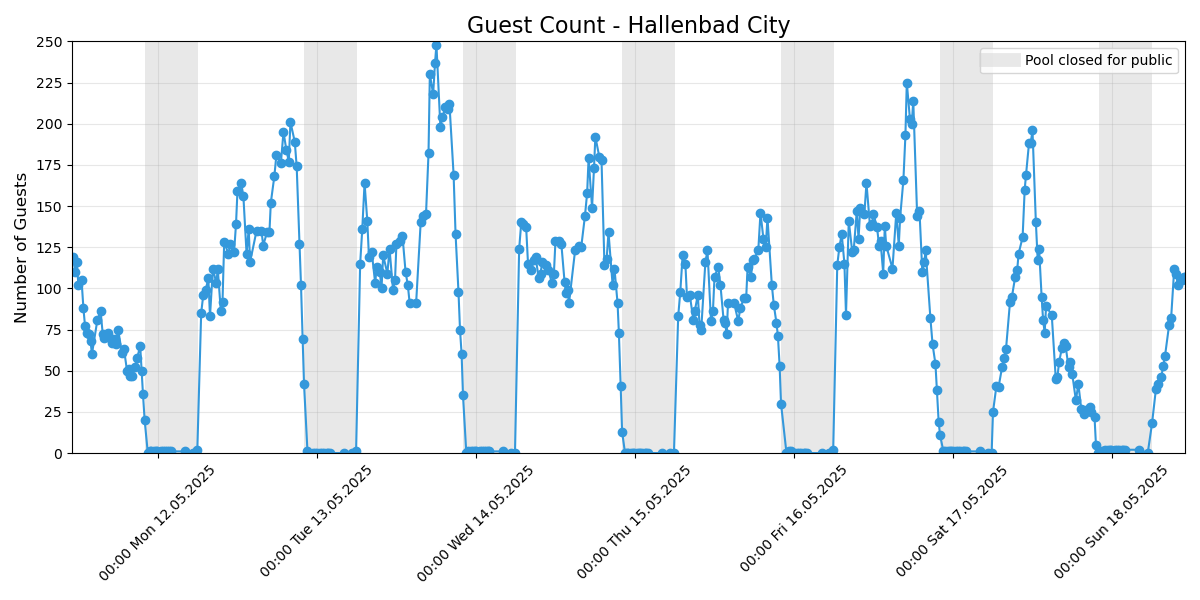 Guest Count - Hallenbad City
Pool closed for public
Number of Guests
250
225
200
175
150
125
100
75
50
25
0
00:00 Mon 12.05.2025
00:00 Tue 13.05.2025
00:00 Wed 14.05.2025
00:00 Thu 15.05.2025
00:00 Fri 16.05.2025
00:00 Sat 17.05.2025
00:00 Sun 18.05.2025